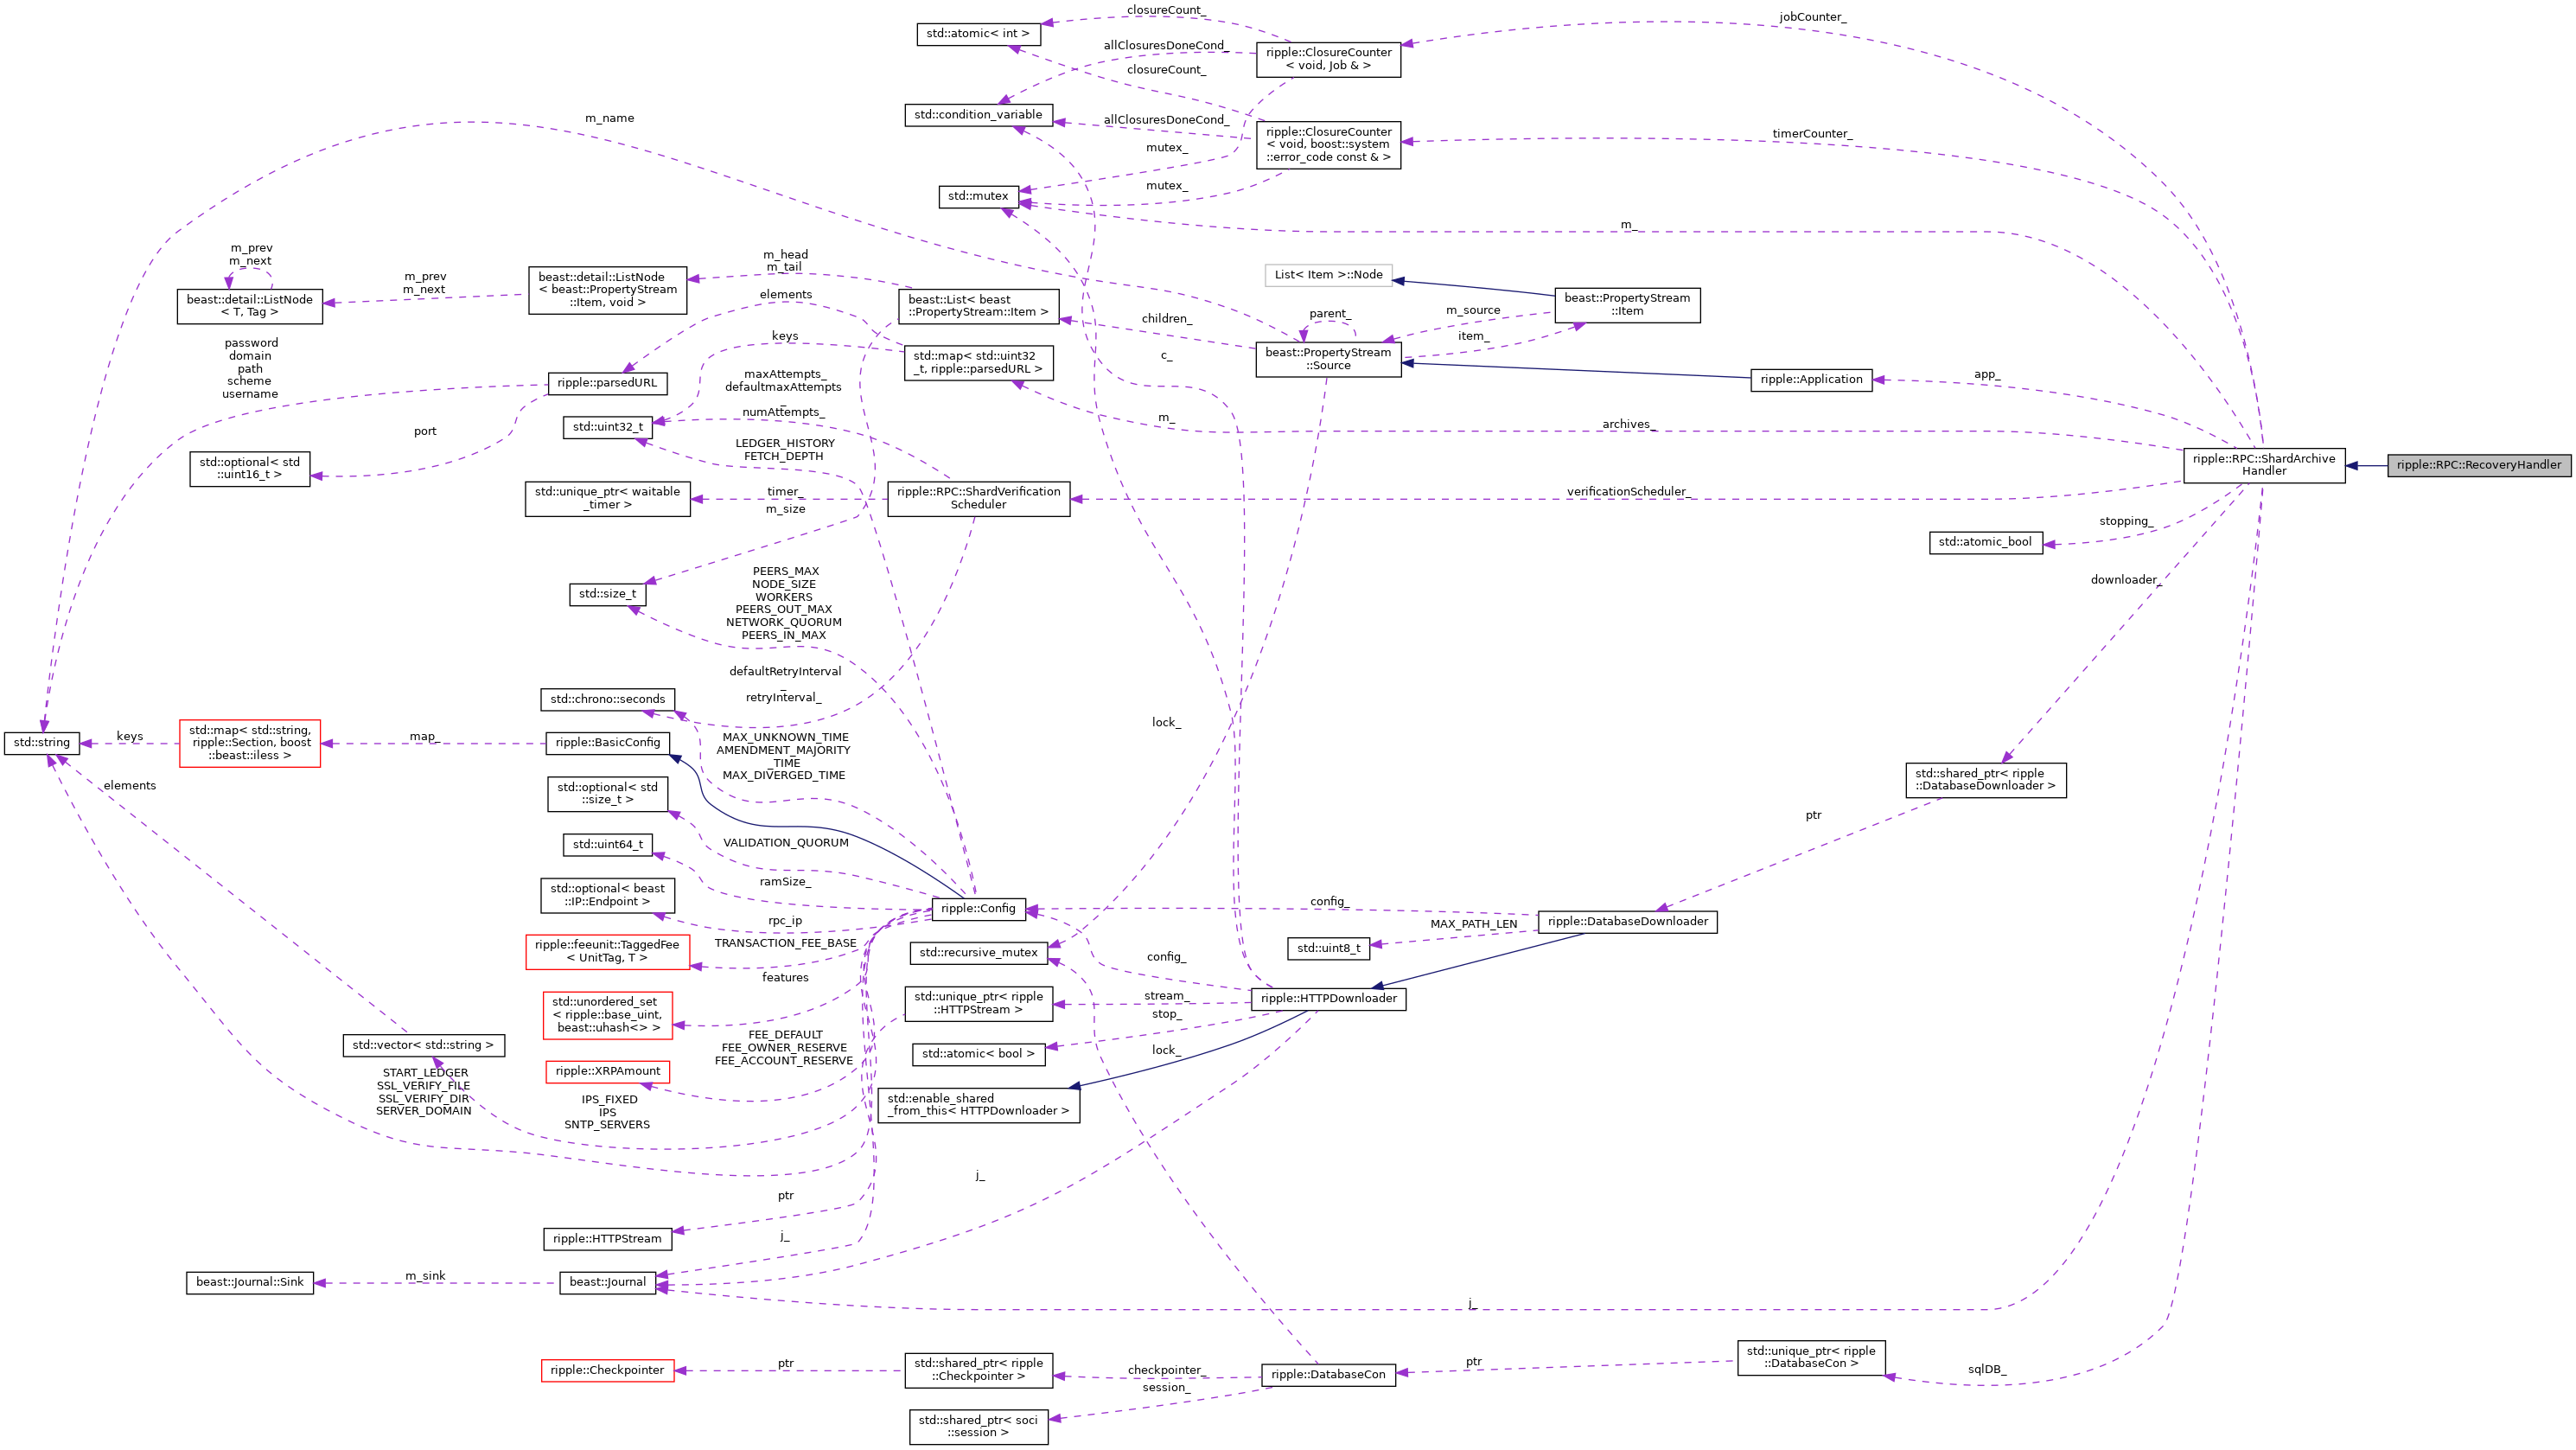 closureCount_
jobCounter_
std::atomic< int >
ripple::ClosureCounter
< void, Job & >
allClosuresDoneCond_
closureCount_
std::condition_variable
m_name
allClosuresDoneCond_
ripple::ClosureCounter
< void, boost::system
::error_code const & >
timerCounter_
mutex_
mutex_
std::mutex
m_
m_prev
m_next
m_head
m_tail
m_prev
m_next
beast::detail::ListNode
< beast::PropertyStream
::Item, void >
List< Item >::Node
beast::detail::ListNode
< T, Tag >
elements
beast::List< beast
::PropertyStream::Item >
beast::PropertyStream
::Item
children_
parent_
m_source
item_
keys
password
domain
path
scheme
username
std::map< std::uint32
_t, ripple::parsedURL >
c_
beast::PropertyStream
::Source
ripple::parsedURL
maxAttempts_
defaultmaxAttempts
_
numAttempts_
ripple::Application
app_
std::uint32_t
m_
archives_
port
LEDGER_HISTORY
FETCH_DEPTH
std::optional< std
::uint16_t >
ripple::RPC::ShardArchive
Handler
ripple::RPC::RecoveryHandler
std::unique_ptr< waitable
_timer >
timer_
m_size
ripple::RPC::ShardVerification
Scheduler
verificationScheduler_
stopping_
std::atomic_bool
std::size_t
PEERS_MAX
NODE_SIZE
WORKERS
PEERS_OUT_MAX
NETWORK_QUORUM
PEERS_IN_MAX
downloader_
defaultRetryInterval
_
retryInterval_
std::chrono::seconds
lock_
std::string
keys
std::map< std::string,
ripple::Section, boost
::beast::iless >
map_
ripple::BasicConfig
MAX_UNKNOWN_TIME
AMENDMENT_MAJORITY
_TIME
MAX_DIVERGED_TIME
elements
std::optional< std
::size_t >
std::shared_ptr< ripple
::DatabaseDownloader >
ptr
std::uint64_t
VALIDATION_QUORUM
ramSize_
std::optional< beast
::IP::Endpoint >
rpc_ip
ripple::Config
config_
ripple::DatabaseDownloader
MAX_PATH_LEN
std::uint8_t
ripple::feeunit::TaggedFee
< UnitTag, T >
TRANSACTION_FEE_BASE
std::recursive_mutex
config_
features
std::unordered_set
< ripple::base_uint,
beast::uhash<> >
std::unique_ptr< ripple
::HTTPStream >
stream_
stop_
ripple::HTTPDownloader
std::vector< std::string >
FEE_DEFAULT
FEE_OWNER_RESERVE
FEE_ACCOUNT_RESERVE
std::atomic< bool >
lock_
ripple::XRPAmount
START_LEDGER
SSL_VERIFY_FILE
SSL_VERIFY_DIR
SERVER_DOMAIN
IPS_FIXED
IPS
SNTP_SERVERS
std::enable_shared
_from_this< HTTPDownloader >
j_
ptr
ripple::HTTPStream
j_
beast::Journal::Sink
m_sink
beast::Journal
j_
ripple::Checkpointer
ptr
std::shared_ptr< ripple
::Checkpointer >
checkpointer_
session_
ripple::DatabaseCon
ptr
std::unique_ptr< ripple
::DatabaseCon >
sqlDB_
std::shared_ptr< soci
::session >